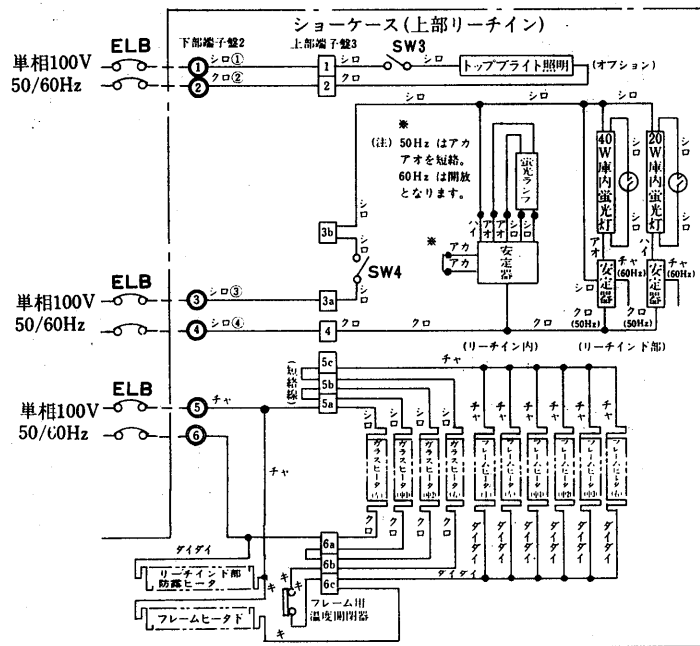 ショーケース(上部リーチイン)
ELB
下部端子盤2
上部端子盤3
SW3
単相100V
50/60Hz
1
シロ①
1
シロ
トップブライト照明
(オプション)
2
クロ②
2
クロ
シロ
シロ
シロ
※
(注) 50Hz はアカ
アオを短絡。
60Hz は開放
となります。
蛍光ランプ
40W庫内蛍光灯
シロ
20W庫内蛍光灯
シロ
シロ
シロ
ハイ
アオ
アオ
シロ
シロ
3b
シロ
SW4
※
アカ
アカ
安定器
アオ
ハイ
チャ
(60Hz)
チャ
(60Hz)
安定器
安定器
シロ
ELB
単相100V
50/60Hz
3
シロ③
3a
4
シロ④
4
クロ
クロ
クロ
クロ
(50Hz)
クロ
(50Hz)
(リーチイン内)
(リーチインド部)
ELB
単相100V
50/60Hz
5
チャ
6
(短絡線)
5c
5b
5a
チャ
チャ
シロ
シロ
シロ
シロ
チャ
チャ
チャ
チャ
チャ
チャ
ガラスヒータ
ガラスヒータ
ガラスヒータ
ガラスヒータ
フレームヒータ
フレームヒータ
フレームヒータ
フレームヒータ
フレームヒータ
フレームヒータ
クロ
クロ
クロ
クロ
ダイダイ
ダイダイ
ダイダイ
ダイダイ
ダイダイ
ダイダイ
6a
6b
6c
ダイダイ
ダイダイ
リーチインド部
防露ヒータ
キ
キ
キ
フレーム用
温度開閉器
フレームヒータド
キ
キ